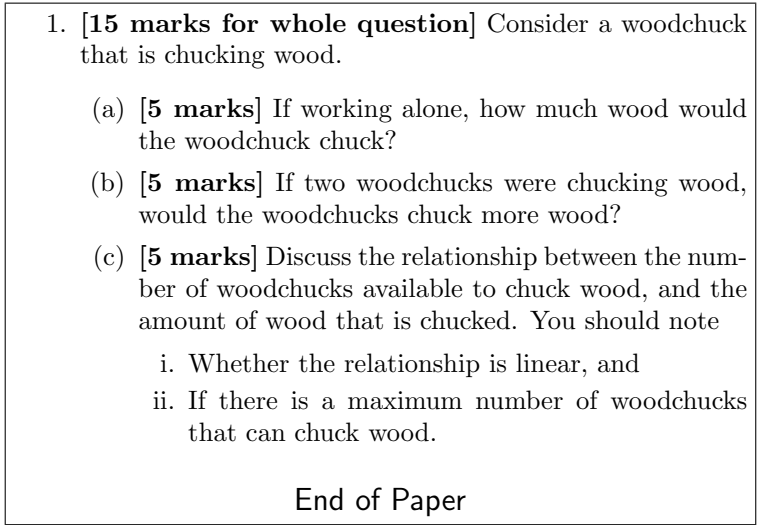 1. [15 marks for whole question] Consider a woodchuck
that is chucking wood.
(a) [5 marks] If working alone, how much wood would
the woodchuck chuck?
(b) [5 marks] If two woodchucks were chucking wood,
would the woodchucks chuck more wood?
(c) [5 marks] Discuss the relationship between the num-
ber of woodchucks available to chuck wood, and the
amount of wood that is chucked. You should note
i. Whether the relationship is linear, and
ii. If there is a maximum number of woodchucks
that can chuck wood.
End of Paper